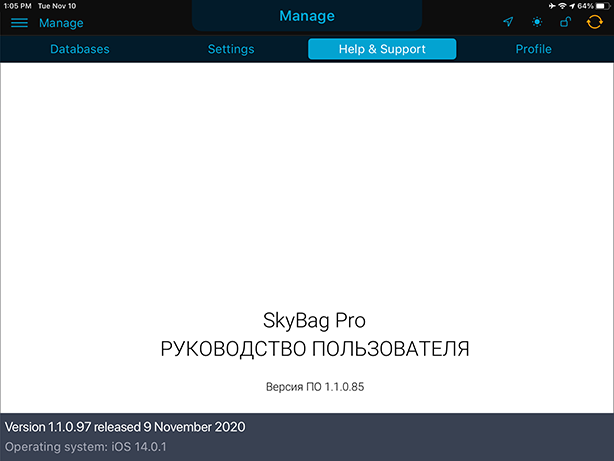 1:05 PM Tue Nov 10 64%
Manage Manage
Databases Settings Help & Support Profile
SkyBag Pro
РУКОВОДСТВО ПОЛЬЗОВАТЕЛЯ
Версия ПО 1.1.0.85
Version 1.1.0.97 released 9 November 2020
Operating system: iOS 14.0.1